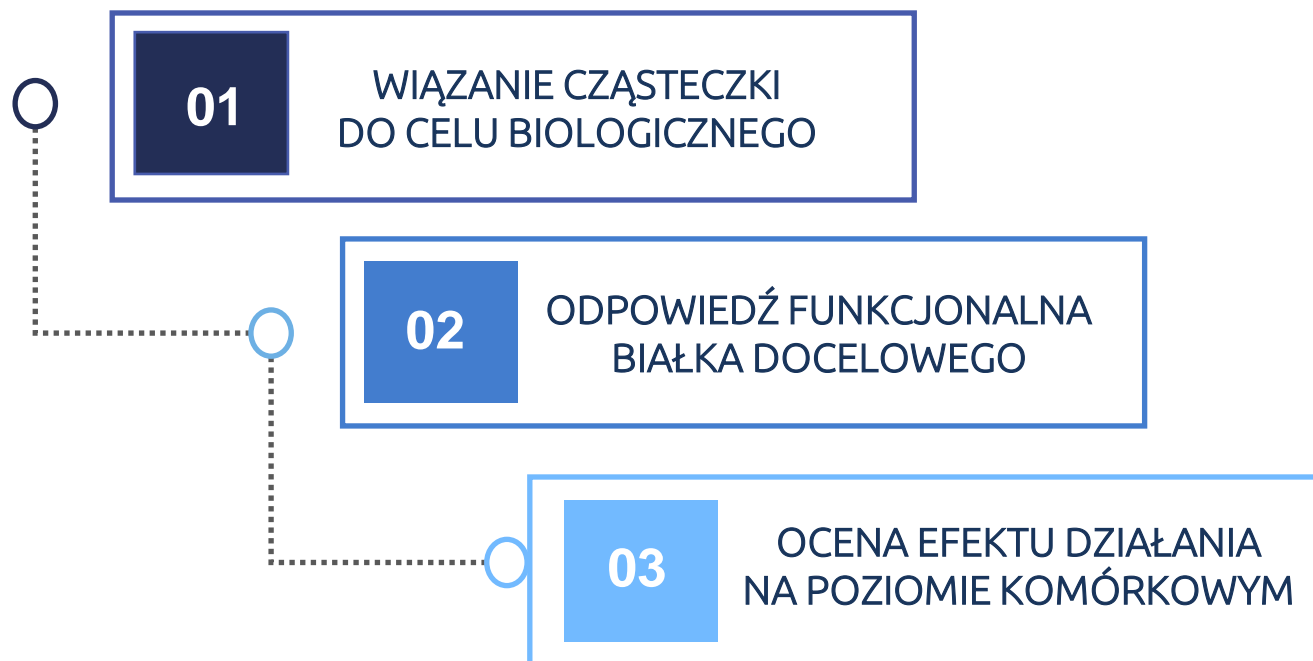 01
WIĄZANIE CZĄSTECZKI
DO CELU BIOLOGICZNEGO
02
ODPOWIEDŹ FUNKCJONALNA
BIAŁKA DOCELOWEGO
03
OCENA EFEKTU DZIAŁANIA
NA POZIOMIE KOMÓRKOWYM